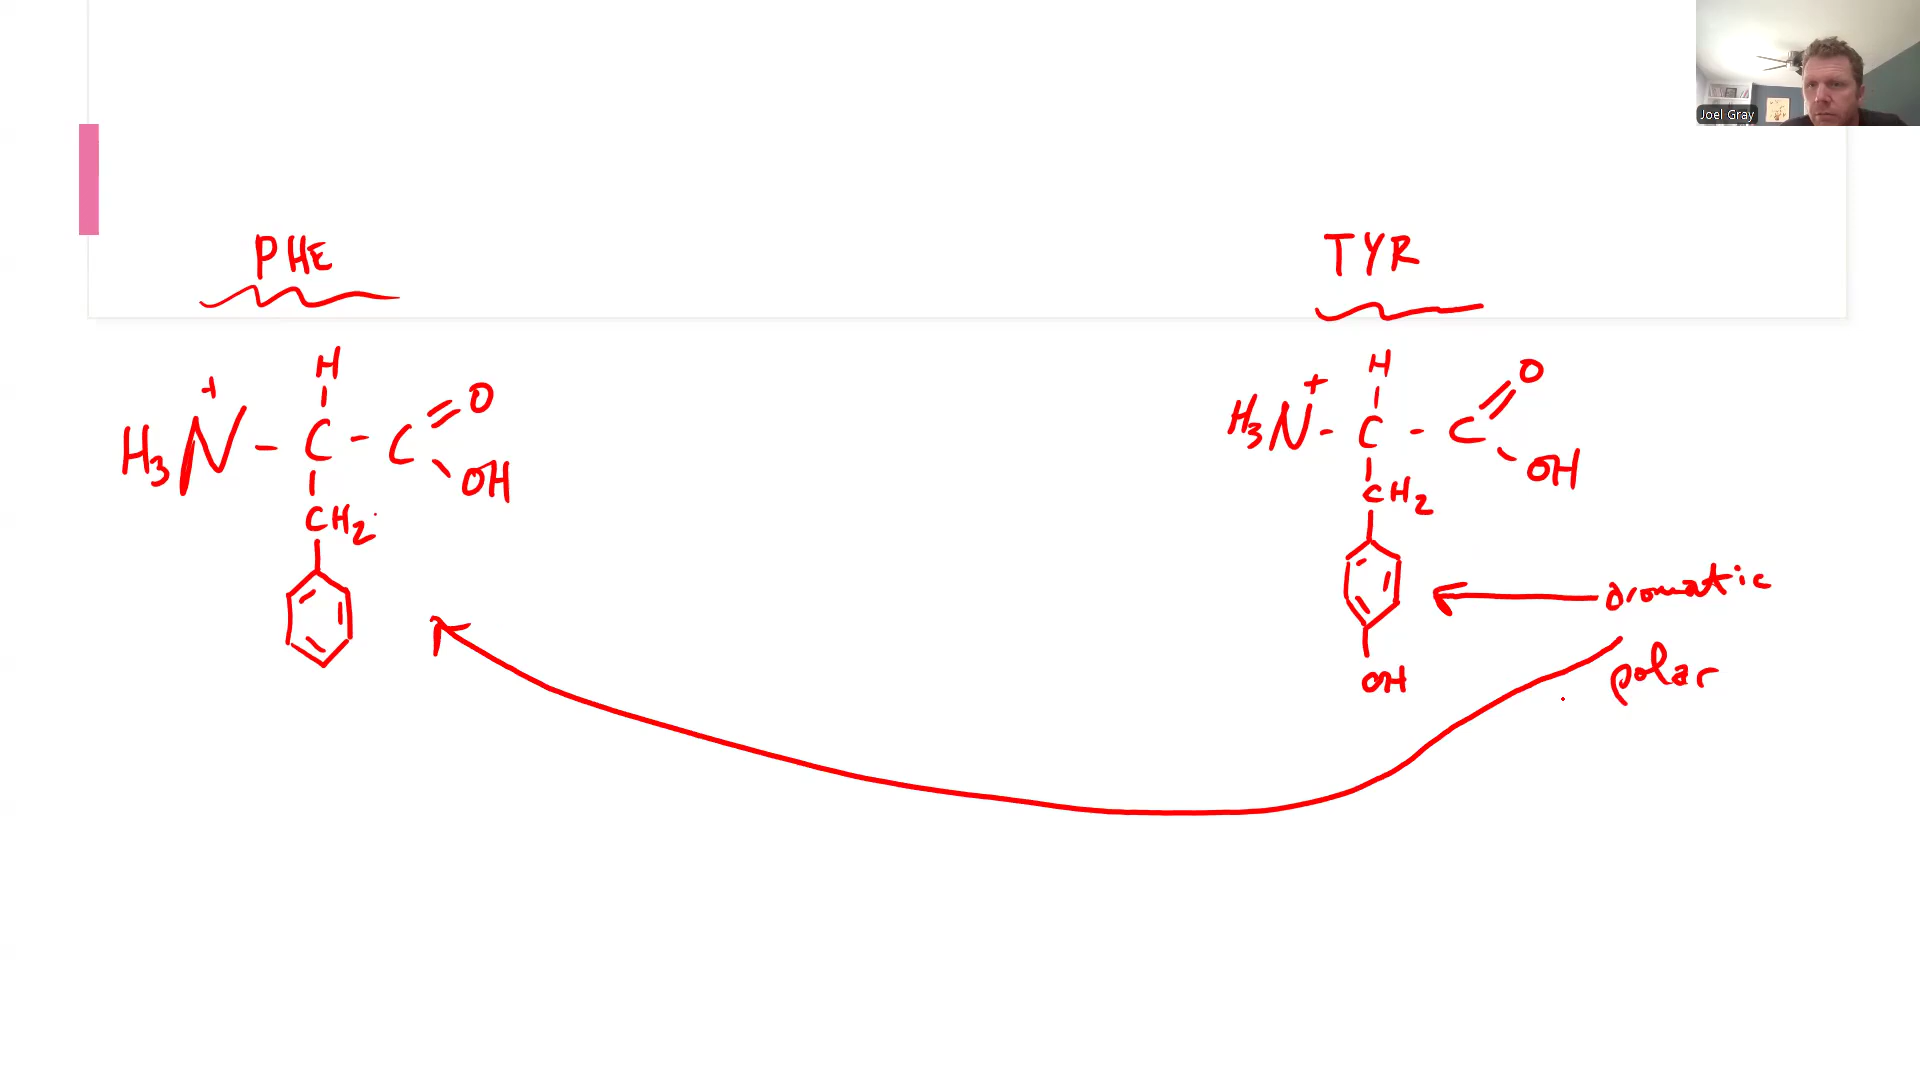 Joel Gray
PHE
TYR
H
+
H3N - C - C = O
OH
CH2
H
+
H3N - C - C = O
OH
CH2
OH
aromatic
polar